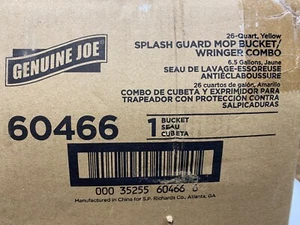 GENUINE JOE
26-Quart, Yellow
SPLASH GUARD MOP BUCKET/
WRINGER COMBO
6.5 Gallons, Jaune
SEAU DE LAVAGE-ESSOREUSE
ANTIÉCLABOUSSURE
26 cuartos de galón, Amarillo
COMBO DE CUBETA Y EXPRIMIDOR PARA
TRAPEADOR CON PROTECCIÓN CONTRA
SALPICADURAS
60466
1 BUCKET
SEAU
CUBETA
000 35255 60466 6
Manufactured in China for S.P. Richards Co., Atlanta, GA